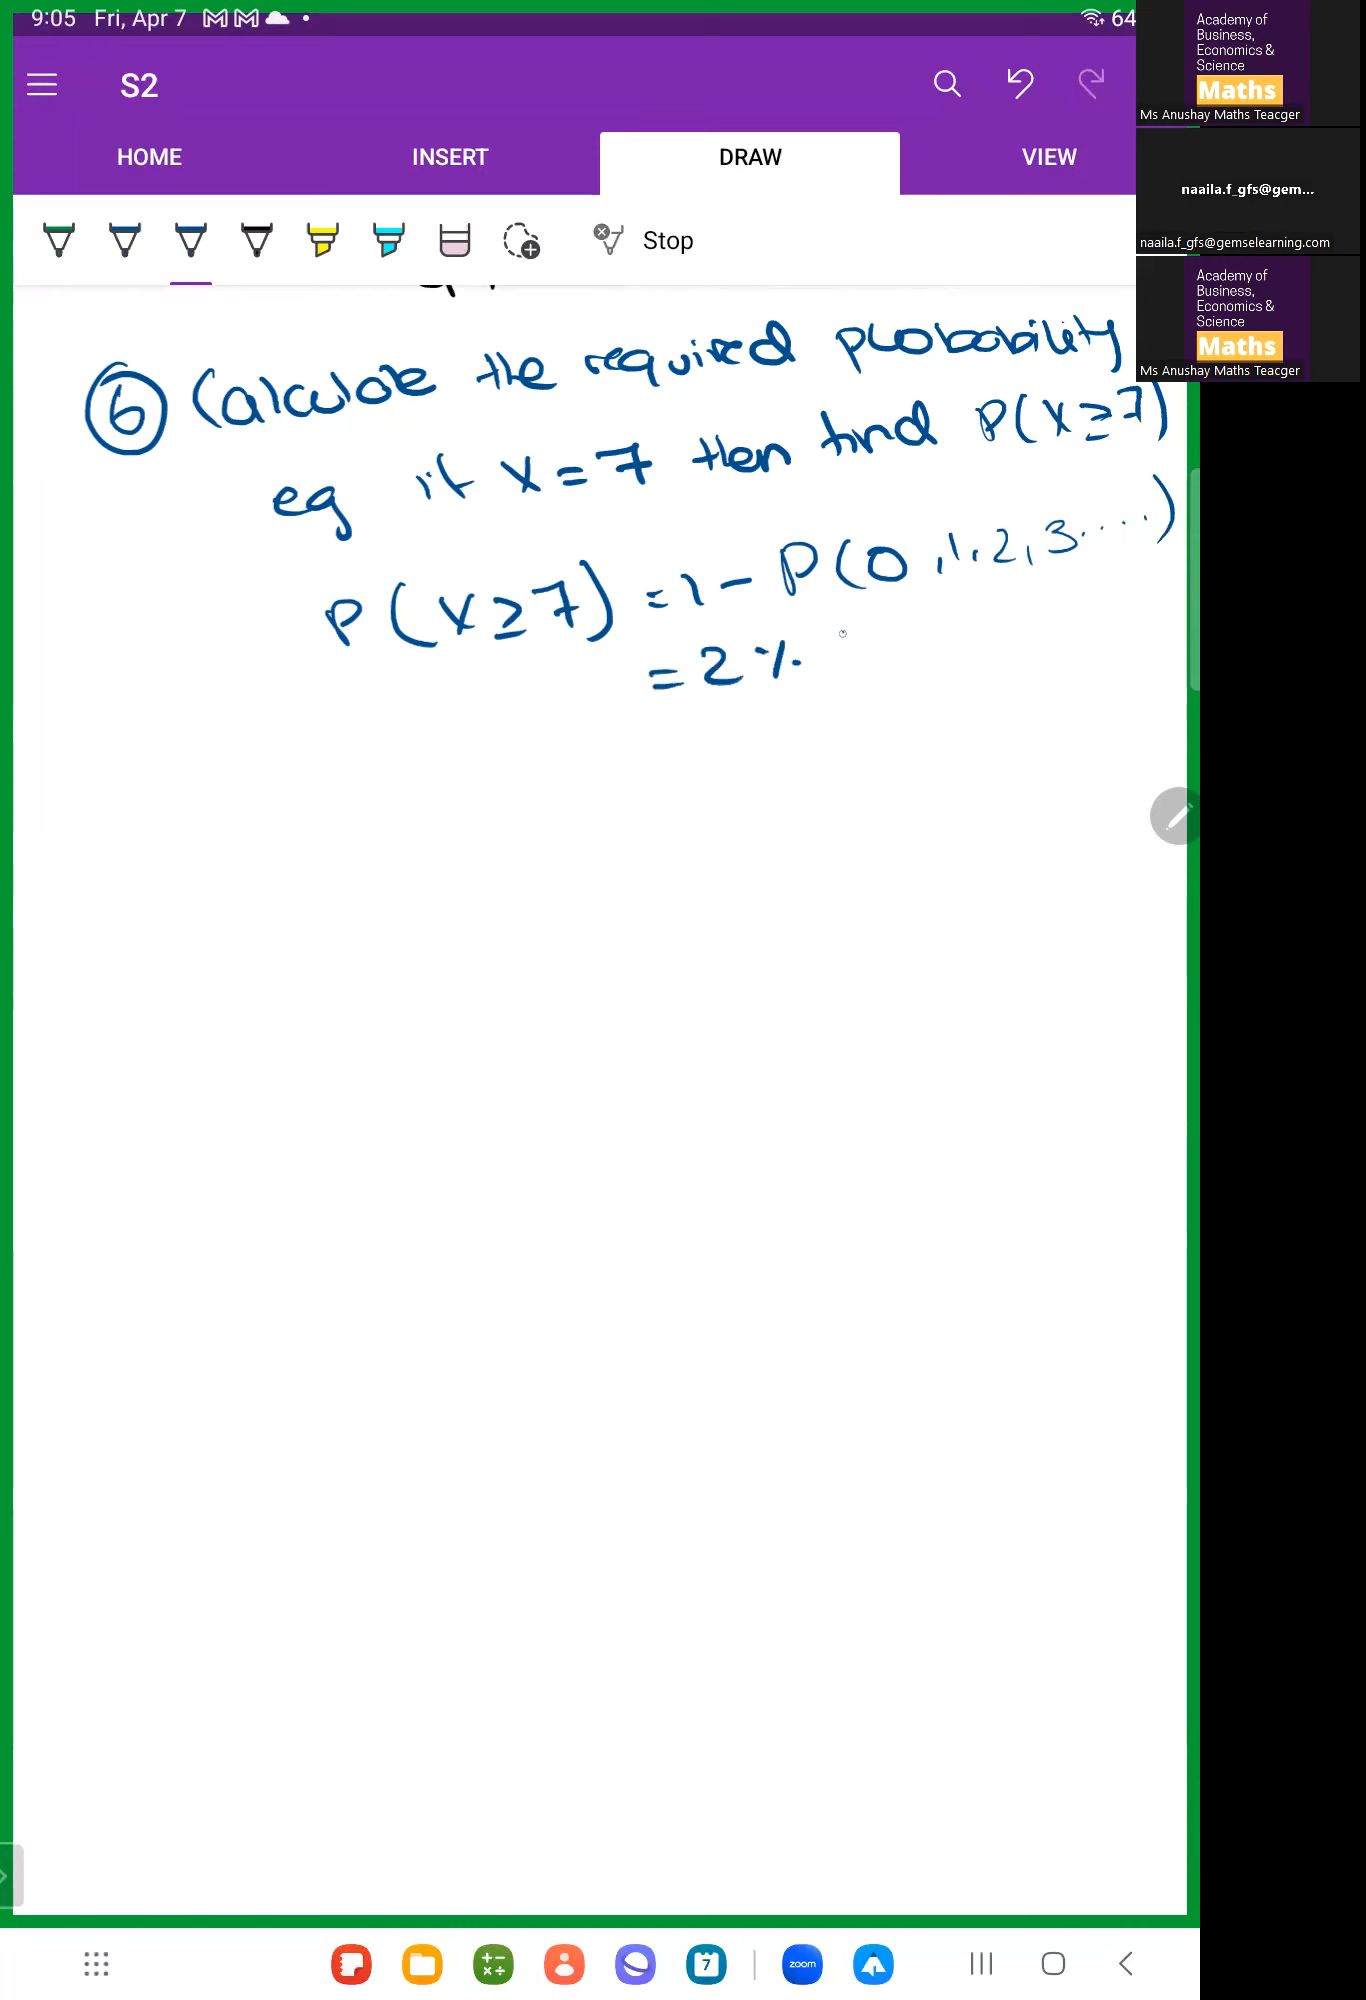 9:05 Fri, Apr 7
64
S2
HOME INSERT DRAW VIEW
Stop
Academy of
Business,
Economics &
Science
Maths
Ms Anushay Maths Teacger
naaila.f_gfs@gem...
naaila.f_gfs@gemselearning.com
Academy of
Business,
Economics &
Science
Maths
Ms Anushay Maths Teacger
6 Calculate the required probability
eg if X = 7 then find P(X ≥ 7)
P(X ≥ 7) = 1 - P(0, 1, 2, 3.....)
= 2%
7
zoom